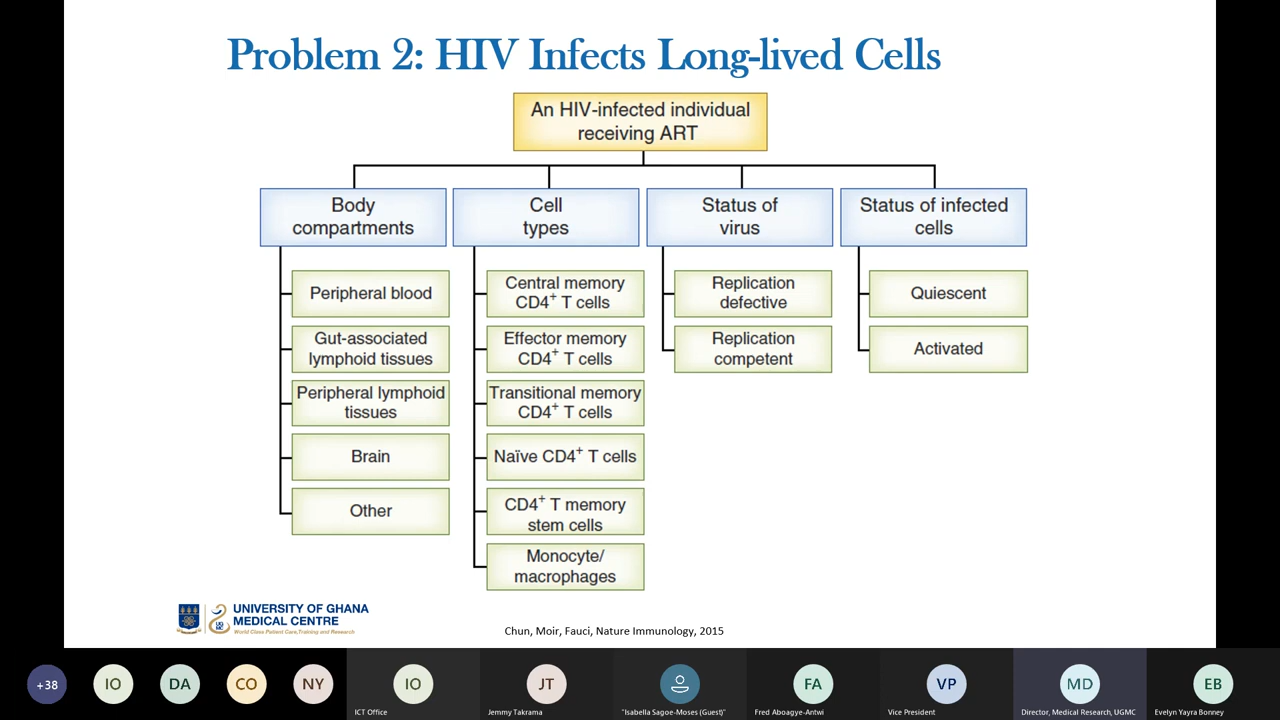 Problem 2: HIV Infects Long-lived Cells
An HIV-infected individual
receiving ART
Body
compartments
Peripheral blood
Gut-associated
lymphoid tissues
Peripheral lymphoid
tissues
Brain
Other
Cell
types
Central memory
CD4+ T cells
Effector memory
CD4+ T cells
Transitional memory
CD4+ T cells
Naïve CD4+ T cells
CD4+ T memory
stem cells
Monocyte/
macrophages
Status of
virus
Replication
defective
Replication
competent
Status of infected
cells
Quiescent
Activated
UNIVERSITY OF GHANA
MEDICAL CENTRE
World Class Patient Care,Training and Research
Chun, Moir, Fauci, Nature Immunology, 2015
+38
IO
DA
CO
NY
IO
ICT Office
JT
Jemmy Takrama
"Isabella Sagoe-Moses (Guest)"
FA
Fred Aboagye-Antwi
VP
Vice President
MD
Director, Medical Research, UGMC
EB
Evelyn Yayra Bonney